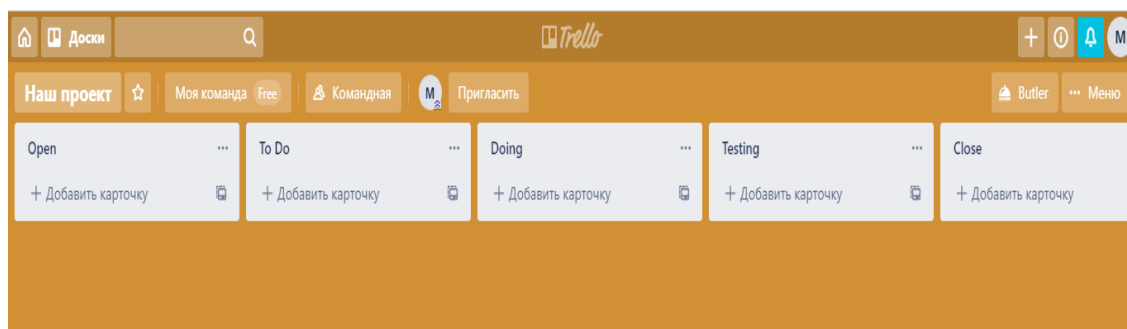 Доски Trello M
Наш проект Моя команда Free Командная M Пригласить Butler ··· Меню
Open ··· To Do ··· Doing ··· Testing ··· Close
+ Добавить карточку + Добавить карточку + Добавить карточку + Добавить карточку + Добавить карточку